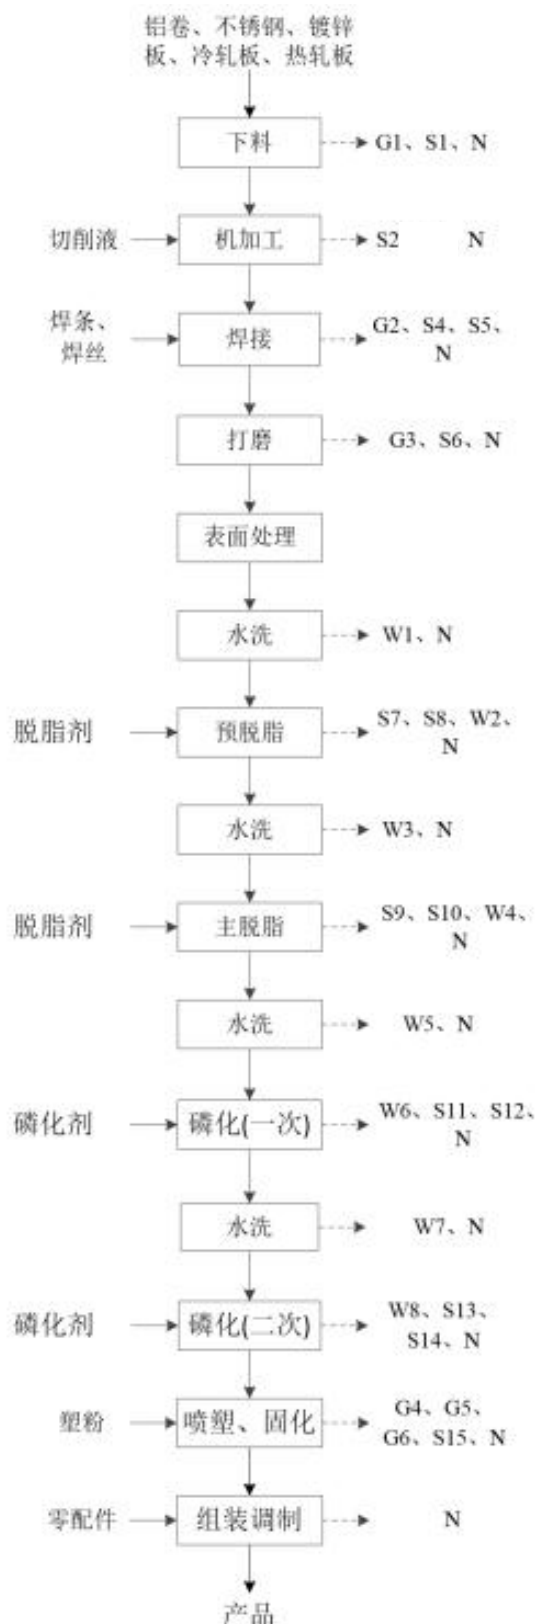 铝卷、不锈钢、镀锌
板、冷轧板、热轧板
下料
G1、S1、N
切削液
机加工
S2 N
焊条、
焊丝
焊接
G2、S4、S5、
N
打磨
G3、S6、N
表面处理
水洗
W1、N
脱脂剂
预脱脂
S7、S8、W2、
N
水洗
W3、N
脱脂剂
主脱脂
S9、S10、W4、
N
水洗
W5、N
磷化剂
磷化(一次)
W6、S11、S12、
N
水洗
W7、N
磷化剂
磷化(二次)
W8、S13、
S14、N
塑粉
喷塑、固化
G4、G5、
G6、S15、N
零配件
组装调制
N
产品